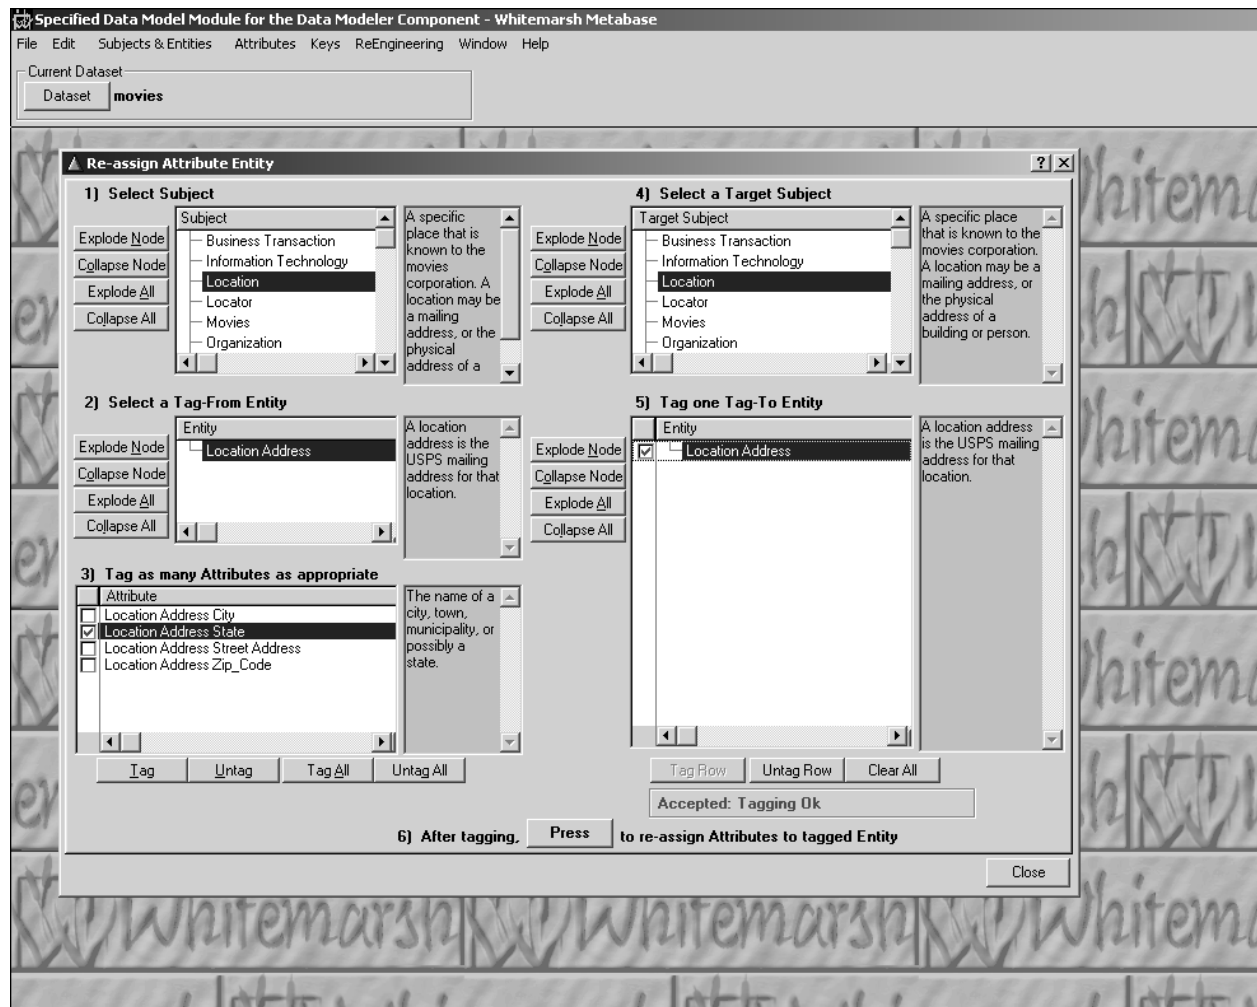 Specified Data Model Module for the Data Modeler Component - Whitemarsh Metabase
File Edit Subjects & Entities Attributes Keys ReEngineering Window Help
Current Dataset
Dataset movies
Re-assign Attribute Entity
1) Select Subject
Explode Node
Collapse Node
Explode All
Collapse All
Subject
Business Transaction
Information Technology
Location
Locator
Movies
Organization
A specific
place that is
known to the
movies
corporation. A
location may be
a mailing
address, or the
physical
address of a
4) Select a Target Subject
Explode Node
Collapse Node
Explode All
Collapse All
Target Subject
Business Transaction
Information Technology
Location
Locator
Movies
Organization
A specific place
that is known to the
movies corporation.
A location may be a
mailing address, or
the physical
address of a
building or person.
2) Select a Tag-From Entity
Explode Node
Collapse Node
Explode All
Collapse All
Entity
Location Address
A location
address is the
USPS mailing
address for that
location.
5) Tag one Tag-To Entity
Explode Node
Collapse Node
Explode All
Collapse All
Entity
Location Address
A location address
is the USPS mailing
address for that
location.
3) Tag as many Attributes as appropriate
Attribute
Location Address City
Location Address State
Location Address Street Address
Location Address Zip_Code
The name of a
city, town,
municipality, or
possibly a
state.
Tag Untag Tag All Untag All
Tag Row Untag Row Clear All
Accepted: Tagging Ok
6) After tagging, Press to re-assign Attributes to tagged Entity
Close
Whitemarsh Whitemarsh